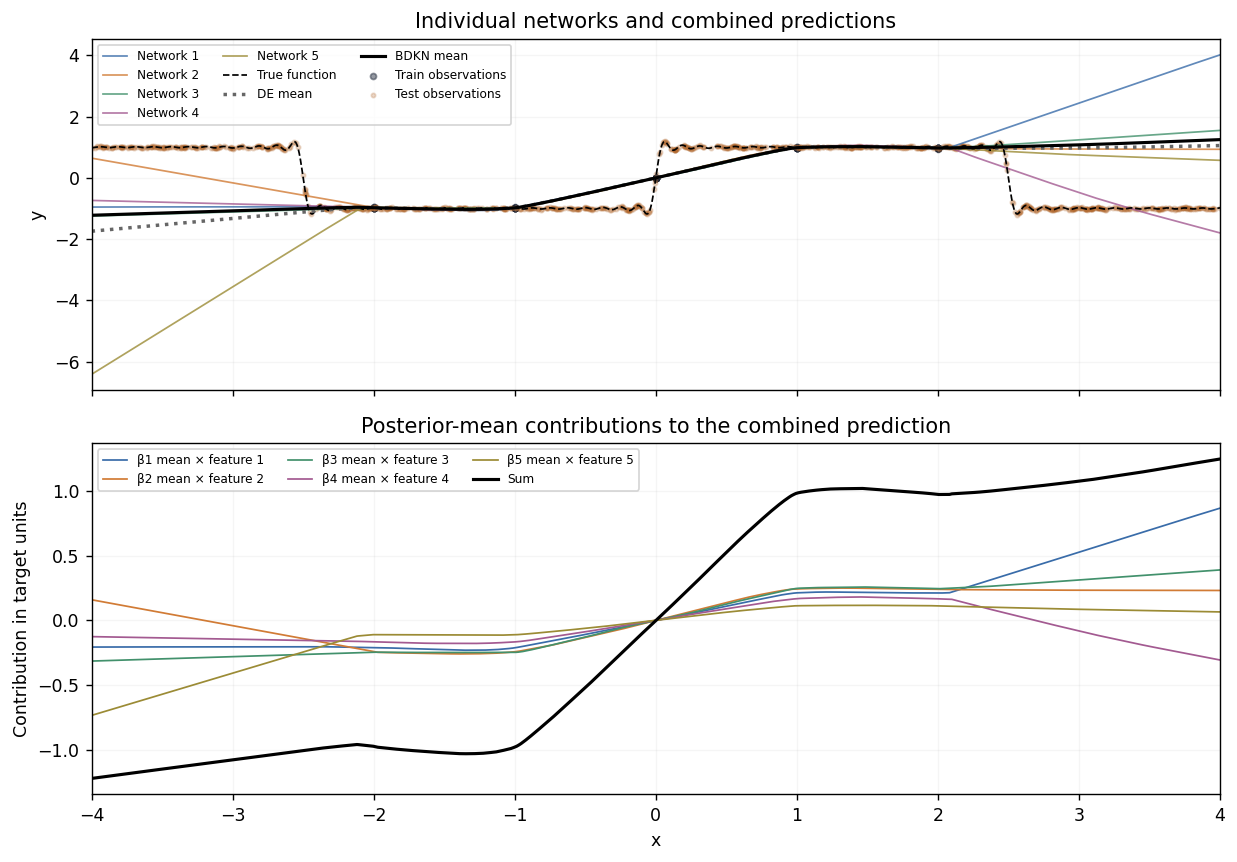 Individual networks and combined predictions
Network 1
Network 2
Network 3
Network 4
Network 5
True function
DE mean
BDKN mean
Train observations
Test observations
4
2
0
−2
−4
−6
y
Posterior-mean contributions to the combined prediction
β1 mean × feature 1
β2 mean × feature 2
β3 mean × feature 3
β4 mean × feature 4
β5 mean × feature 5
Sum
1.0
0.5
0.0
−0.5
−1.0
Contribution in target units
−4 −3 −2 −1 0 1 2 3 4
x